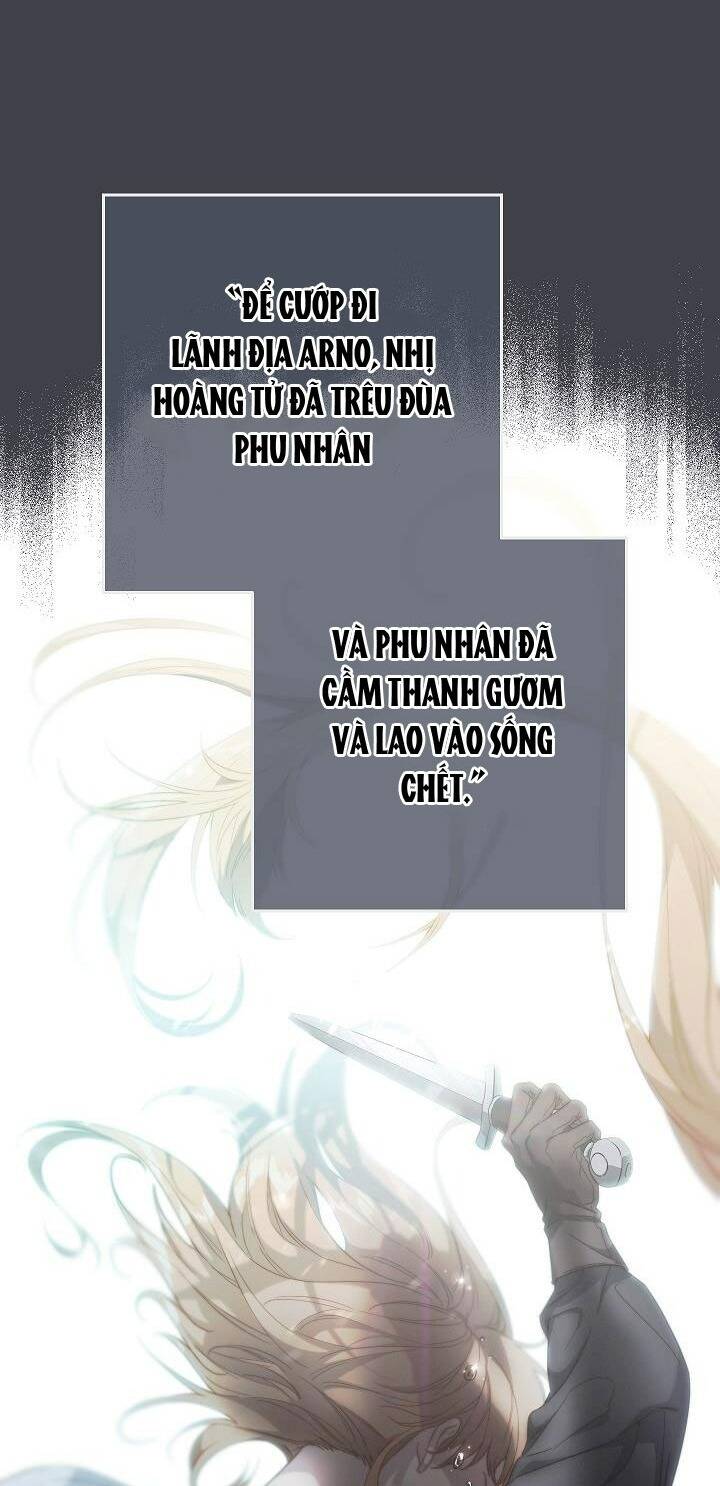 “ĐỂ CƯỚP ĐI
LÃNH ĐỊA ARNO, NHỊ
HOÀNG TỬ ĐÃ TRÊU ĐÙA
PHU NHÂN
VÀ PHU NHÂN ĐÃ
CẦM THANH GƯƠM
VÀ LAO VÀO SỐNG
CHẾT.”